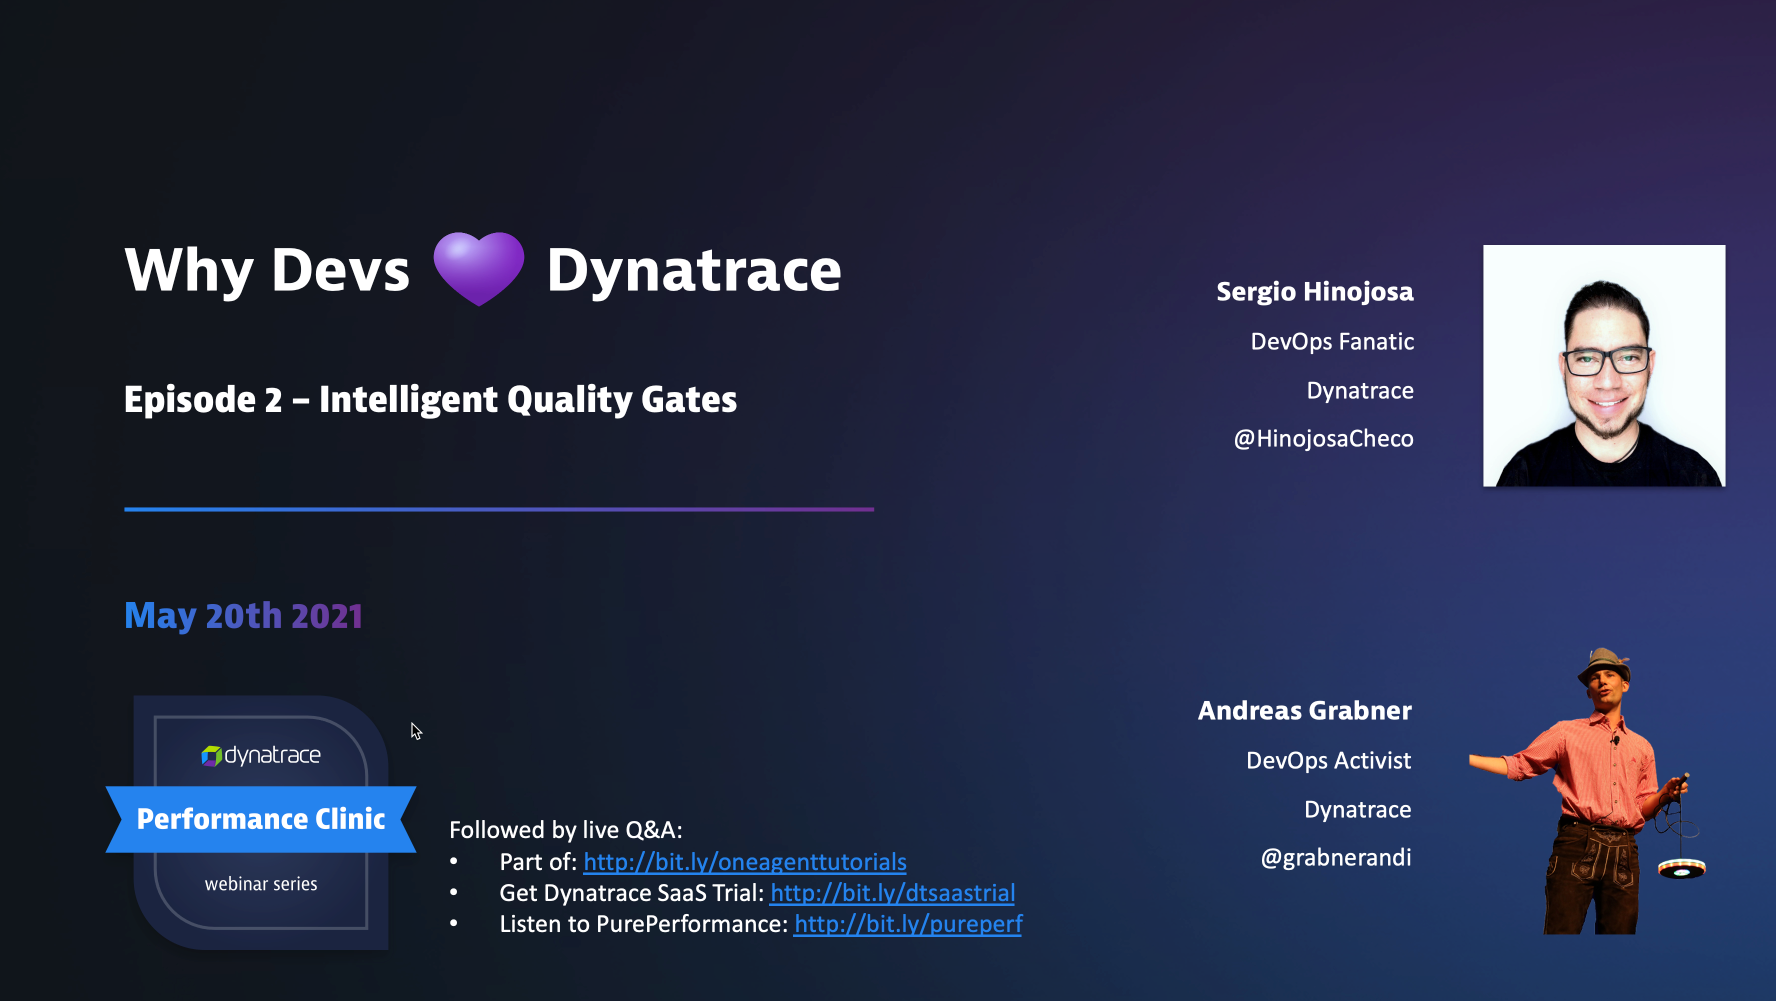 Why Devs 💜 Dynatrace
Episode 2 – Intelligent Quality Gates
May 20th 2021
dynatrace
Performance Clinic
webinar series
Followed by live Q&A:
• Part of: http://bit.ly/oneagenttutorials
• Get Dynatrace SaaS Trial: http://bit.ly/dtsaastrial
• Listen to PurePerformance: http://bit.ly/pureperf
Sergio Hinojosa
DevOps Fanatic
Dynatrace
@HinojosaCheco
Andreas Grabner
DevOps Activist
Dynatrace
@grabnerandi